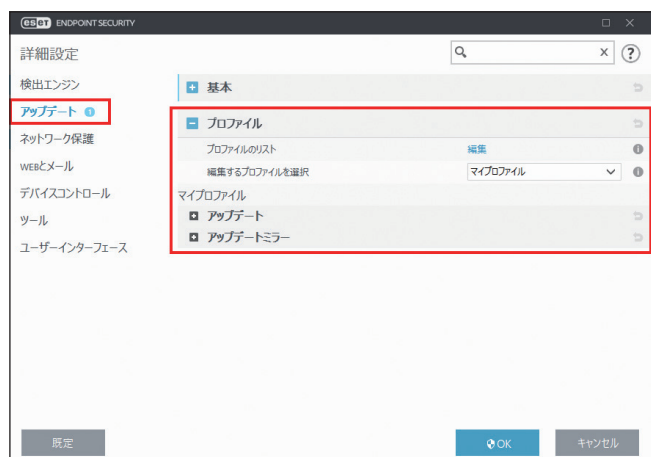 eset ENDPOINT SECURITY
詳細設定
検出エンジン
アップデート 1
ネットワーク保護
WEBとメール
デバイスコントロール
ツール
ユーザーインターフェース
基本
プロファイル
プロファイルのリスト 編集
編集するプロファイルを選択 マイプロファイル
マイプロファイル
アップデート
アップデートミラー
既定 OK キャンセル